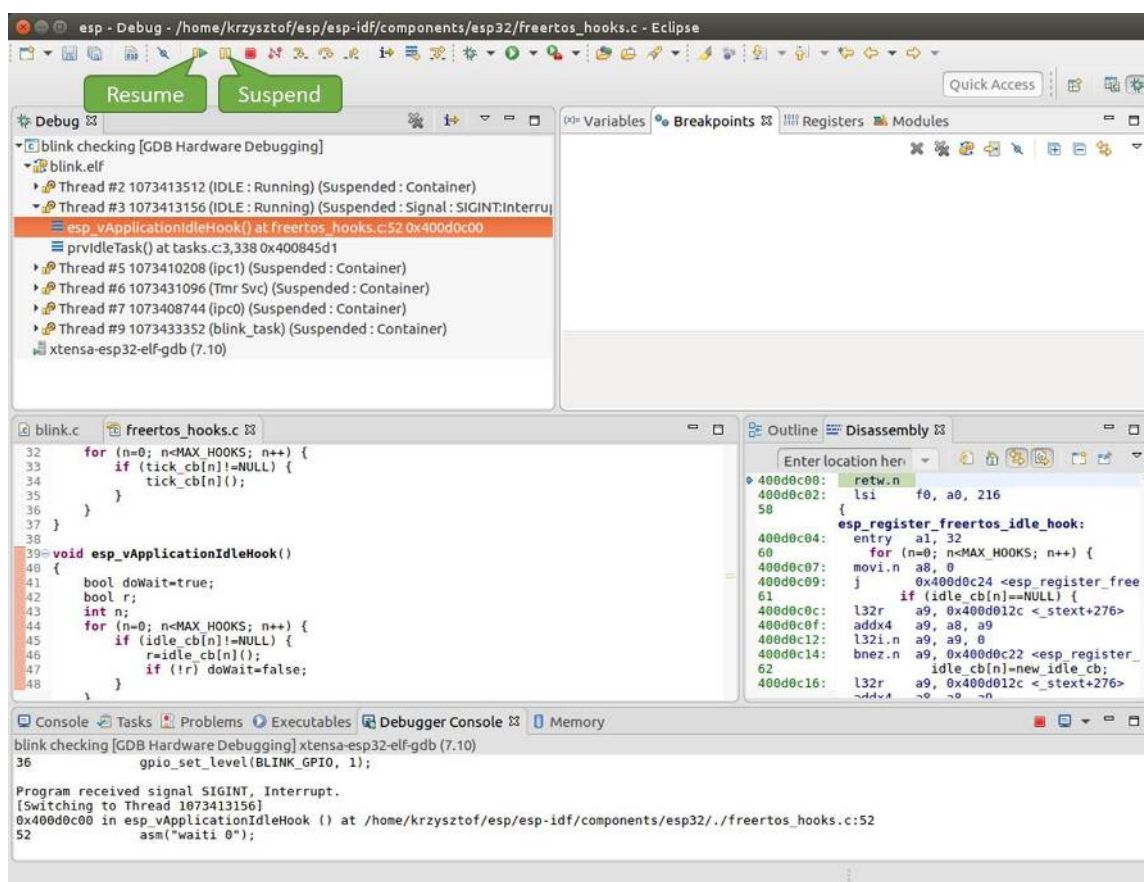 esp - Debug - /home/krzysztof/esp/esp-idf/components/esp32/freertos_hooks.c - Eclipse
Resume
Suspend
Quick Access
Debug
blink checking [GDB Hardware Debugging]
blink.elf
Thread #2 1073413512 (IDLE : Running) (Suspended : Container)
Thread #3 1073413156 (IDLE : Running) (Suspended : Signal : SIGINT:Interru
esp_vApplicationIdleHook() at freertos_hooks.c:52 0x400d0c00
prvIdleTask() at tasks.c:3,338 0x400845d1
Thread #5 1073410208 (ipc1) (Suspended : Container)
Thread #6 1073431096 (Tmr Svc) (Suspended : Container)
Thread #7 1073408744 (ipc0) (Suspended : Container)
Thread #9 1073433352 (blink_task) (Suspended : Container)
xtensa-esp32-elf-gdb (7.10)
(x)= Variables
Breakpoints
Registers
Modules
blink.c
freertos_hooks.c
32 for (n=0; n<MAX_HOOKS; n++) {
33 if (tick_cb[n]!=NULL) {
34 tick_cb[n]();
35 }
36 }
37 }
38
39 void esp_vApplicationIdleHook()
40 {
41 bool doWait=true;
42 bool r;
43 int n;
44 for (n=0; n<MAX_HOOKS; n++) {
45 if (idle_cb[n]!=NULL) {
46 r=idle_cb[n]();
47 if (!r) doWait=false;
48 }
}
Outline
Disassembly
Enter location her
400d0c00: retw.n
400d0c02: lsi f0, a0, 216
58 {
esp_register_freertos_idle_hook:
400d0c04: entry a1, 32
60 for (n=0; n<MAX_HOOKS; n++) {
400d0c07: movi.n a8, 0
400d0c09: j 0x400d0c24 <esp_register_free
61 if (idle_cb[n]==NULL) {
400d0c0c: l32r a9, 0x400d012c <_stext+276>
400d0c0f: addx4 a9, a8, a9
400d0c12: l32i.n a9, a9, 0
400d0c14: bnez.n a9, 0x400d0c22 <esp_register_
62 idle_cb[n]=new_idle_cb;
400d0c16: l32r a9, 0x400d012c <_stext+276>
addx4 a8, a8, a9
Console
Tasks
Problems
Executables
Debugger Console
Memory
blink checking [GDB Hardware Debugging] xtensa-esp32-elf-gdb (7.10)
36 gpio_set_level(BLINK_GPIO, 1);
Program received signal SIGINT, Interrupt.
[Switching to Thread 1073413156]
0x400d0c00 in esp_vApplicationIdleHook () at /home/krzysztof/esp/esp-idf/components/esp32/./freertos_hooks.c:52
52 asm("waiti 0");